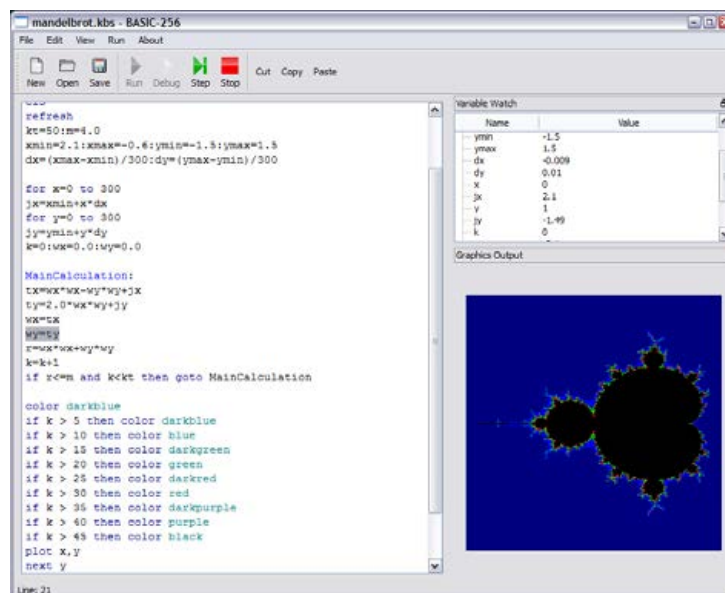 mandelbrot.kbs - BASIC-256
File Edit View Run About
New Open Save Run Debug Step Stop Cut Copy Paste
refresh
kt=50:m=4.0
xmin=2.1:xmax=-0.6:ymin=-1.5:ymax=1.5
dx=(xmax-xmin)/300:dy=(ymax-ymin)/300
for x=0 to 300
jx=xmin+x*dx
for y=0 to 300
jy=ymin+y*dy
k=0:wx=0.0:wy=0.0
MainCalculation:
tx=wx*wx-wy*wy+jx
ty=2.0*wx*wy+jy
wx=tx
wy=ty
r=wx*wx+wy*wy
k=k+1
if r<=m and k<kt then goto MainCalculation
color darkblue
if k > 5 then color darkblue
if k > 10 then color blue
if k > 15 then color darkgreen
if k > 20 then color green
if k > 25 then color darkred
if k > 30 then color red
if k > 35 then color darkpurple
if k > 40 then color purple
if k > 45 then color black
plot x,y
next y
Line: 21
Variable Watch
Name Value
ymin -1.5
ymax 1.5
dx -0.009
dy 0.01
x 0
jx 2.1
y 1
jy -1.49
k 0
Graphics Output